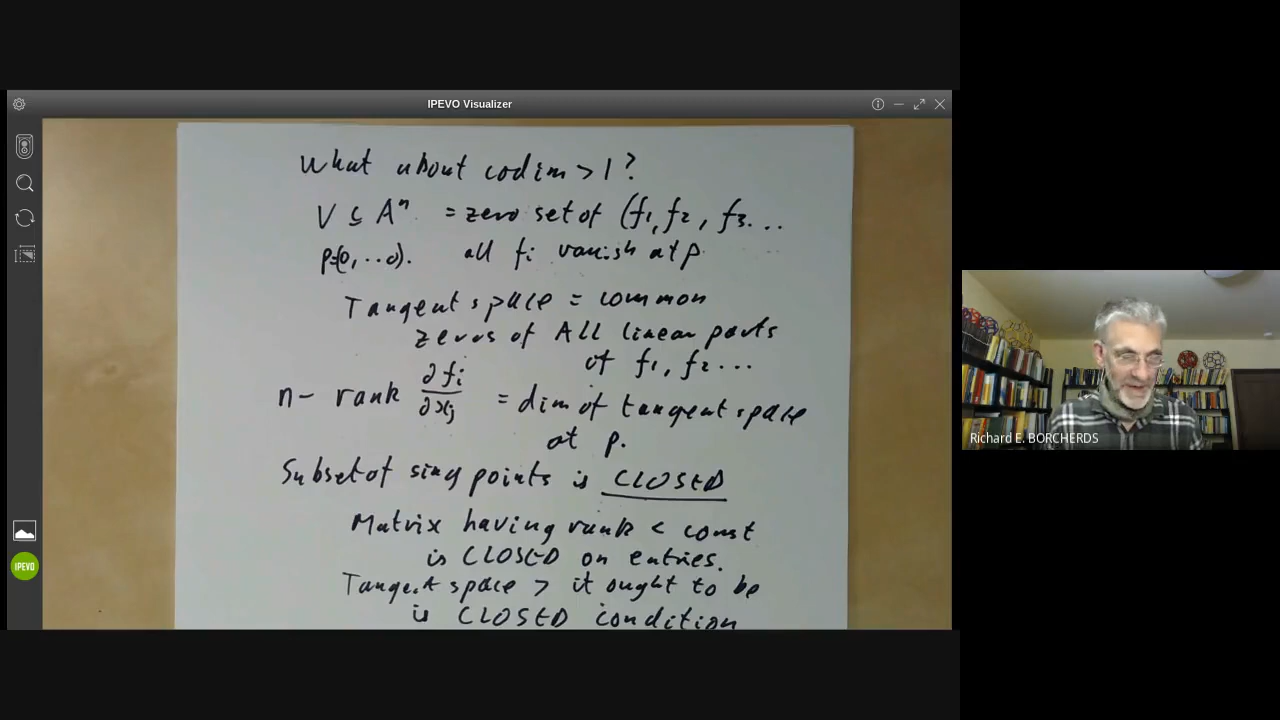 IPEVO Visualizer
What about codim > 1?
V ⊆ Aⁿ = zero set of (f₁, f₂, f₃...
p=(0,...0). all fi vanish at p
Tangent space = common
zeros of ALL linear parts
of f₁, f₂...
n - rank ∂fi/∂xj = dim of tangent space
at p.
Subset of sing points is CLOSED
Matrix having rank < const
is CLOSED on entries.
Tangent space > it ought to be
is CLOSED condition
IPEVO
Richard E. BORCHERDS